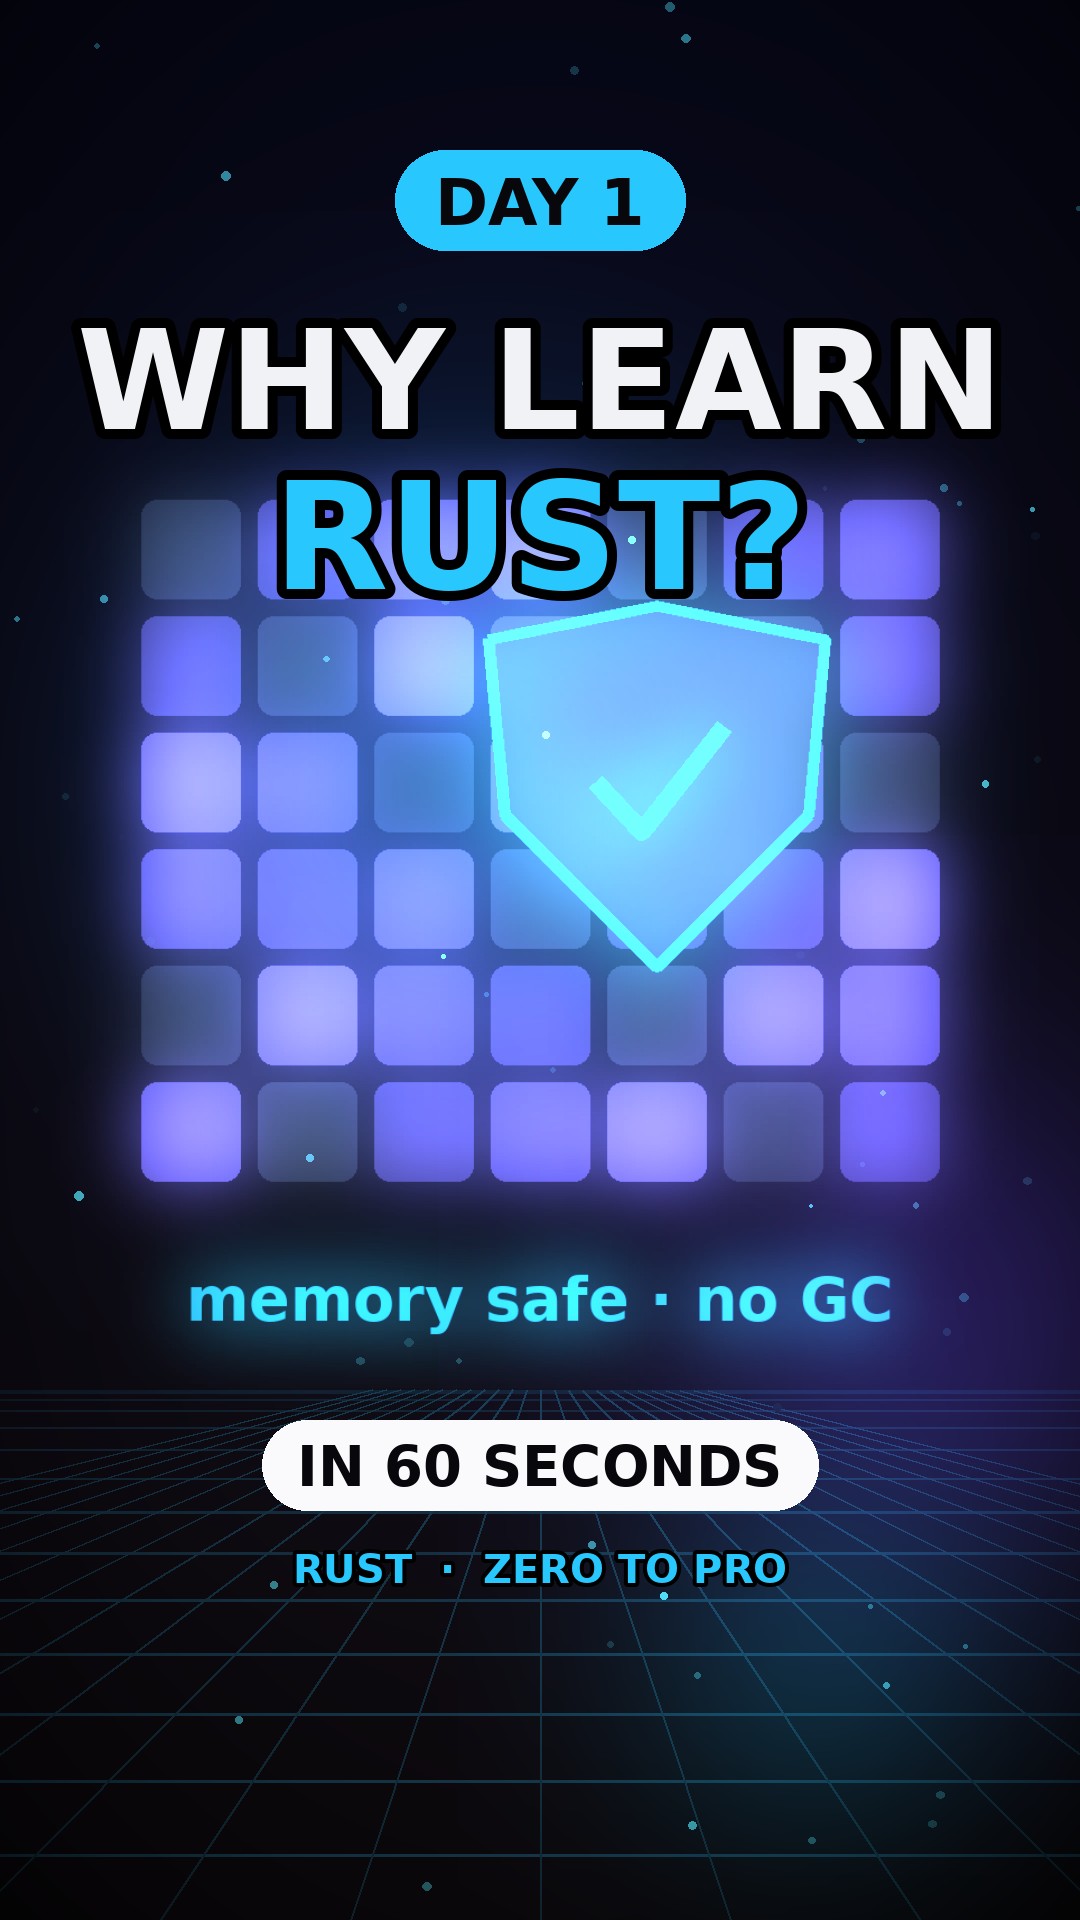 DAY 1
WHY LEARN
RUST?
memory safe · no GC
IN 60 SECONDS
RUST · ZERO TO PRO